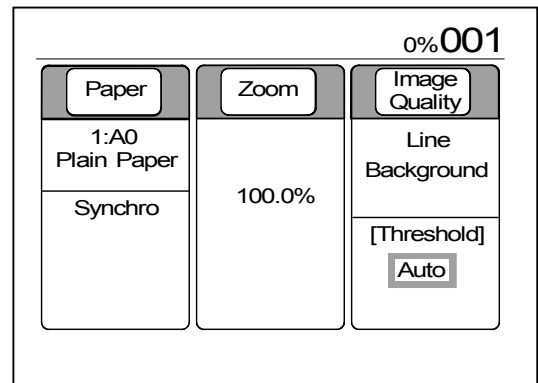 0%001
Paper
1:A0
Plain Paper
Synchro
Zoom
100.0%
Image
Quality
Line
Background
[Threshold]
Auto